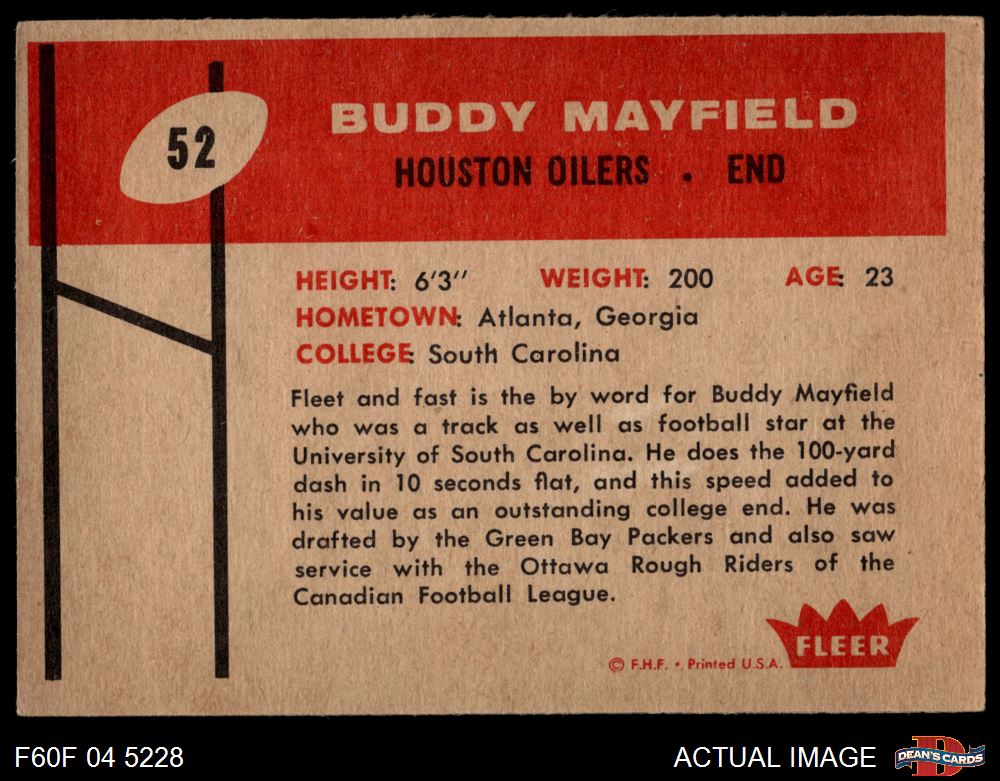 52
BUDDY MAYFIELD
HOUSTON OILERS . END
HEIGHT: 6'3" WEIGHT: 200 AGE: 23
HOMETOWN: Atlanta, Georgia
COLLEGE: South Carolina
Fleet and fast is the by word for Buddy Mayfield
who was a track as well as football star at the
University of South Carolina. He does the 100-yard
dash in 10 seconds flat, and this speed added to
his value as an outstanding college end. He was
drafted by the Green Bay Packers and also saw
service with the Ottawa Rough Riders of the
Canadian Football League.
FLEER
© F.H.F. • Printed U.S.A.
F60F 04 5228
ACTUAL IMAGE
D
DEAN'S CARDS